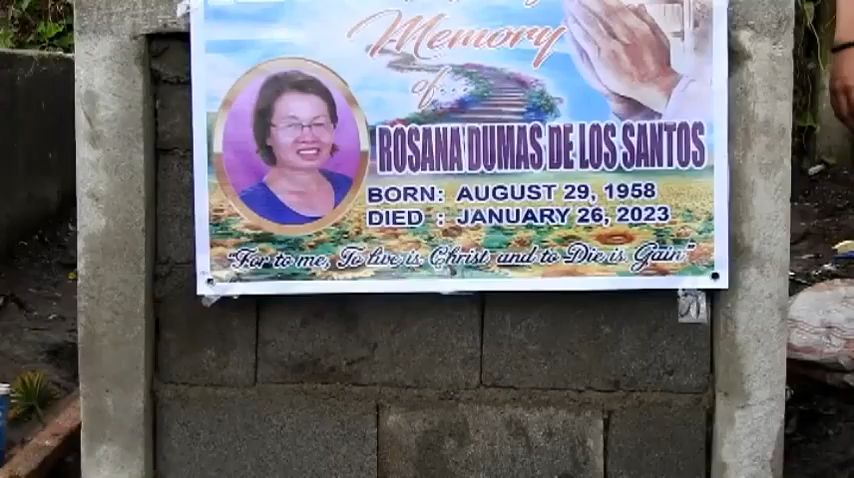 Memory
of
ROSANA DUMAS DE LOS SANTOS
BORN: AUGUST 29, 1958
DIED : JANUARY 26, 2023
"For to me, To live is Christ and to Die is Gain"